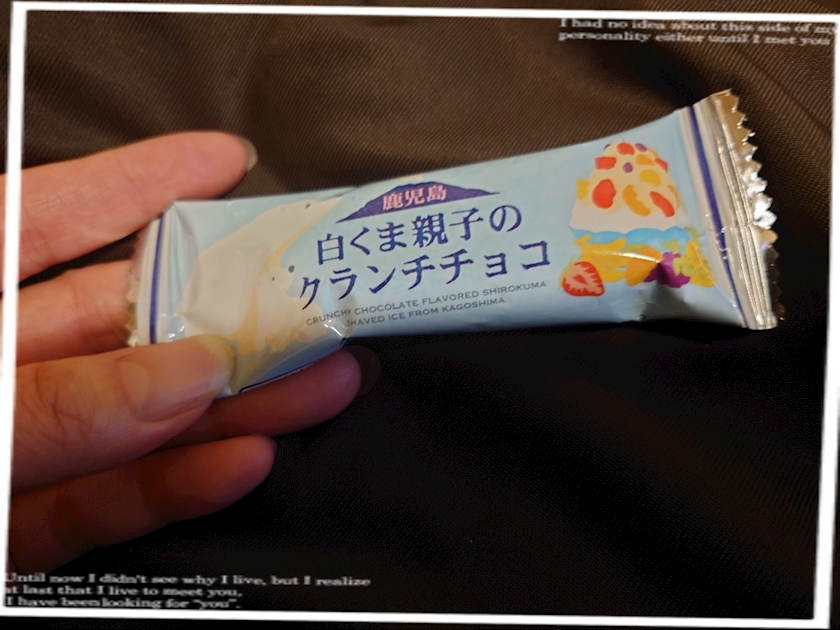 I had no idea about this side of my
personality either until I met you
鹿児島
白くま親子の
クランチチョコ
CRUNCHY CHOCOLATE FLAVORED SHIROKUMA
SHAVED ICE FROM KAGOSHIMA
Until now I didn't see why I live, but I realize
at last that I live to meet you,
I have been looking for "you".